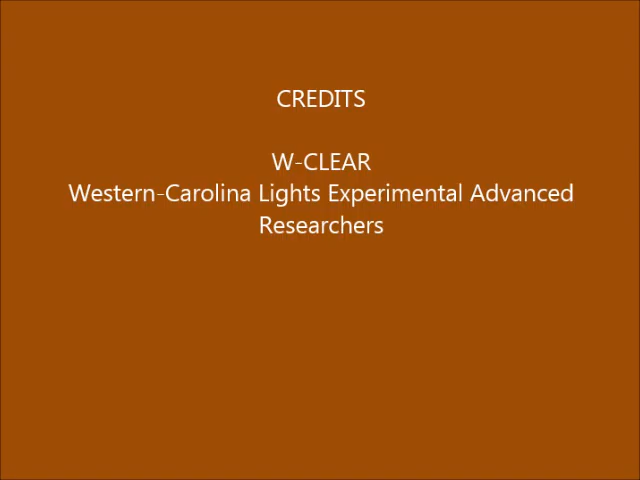 CREDITS
W-CLEAR
Western-Carolina Lights Experimental Advanced
Researchers